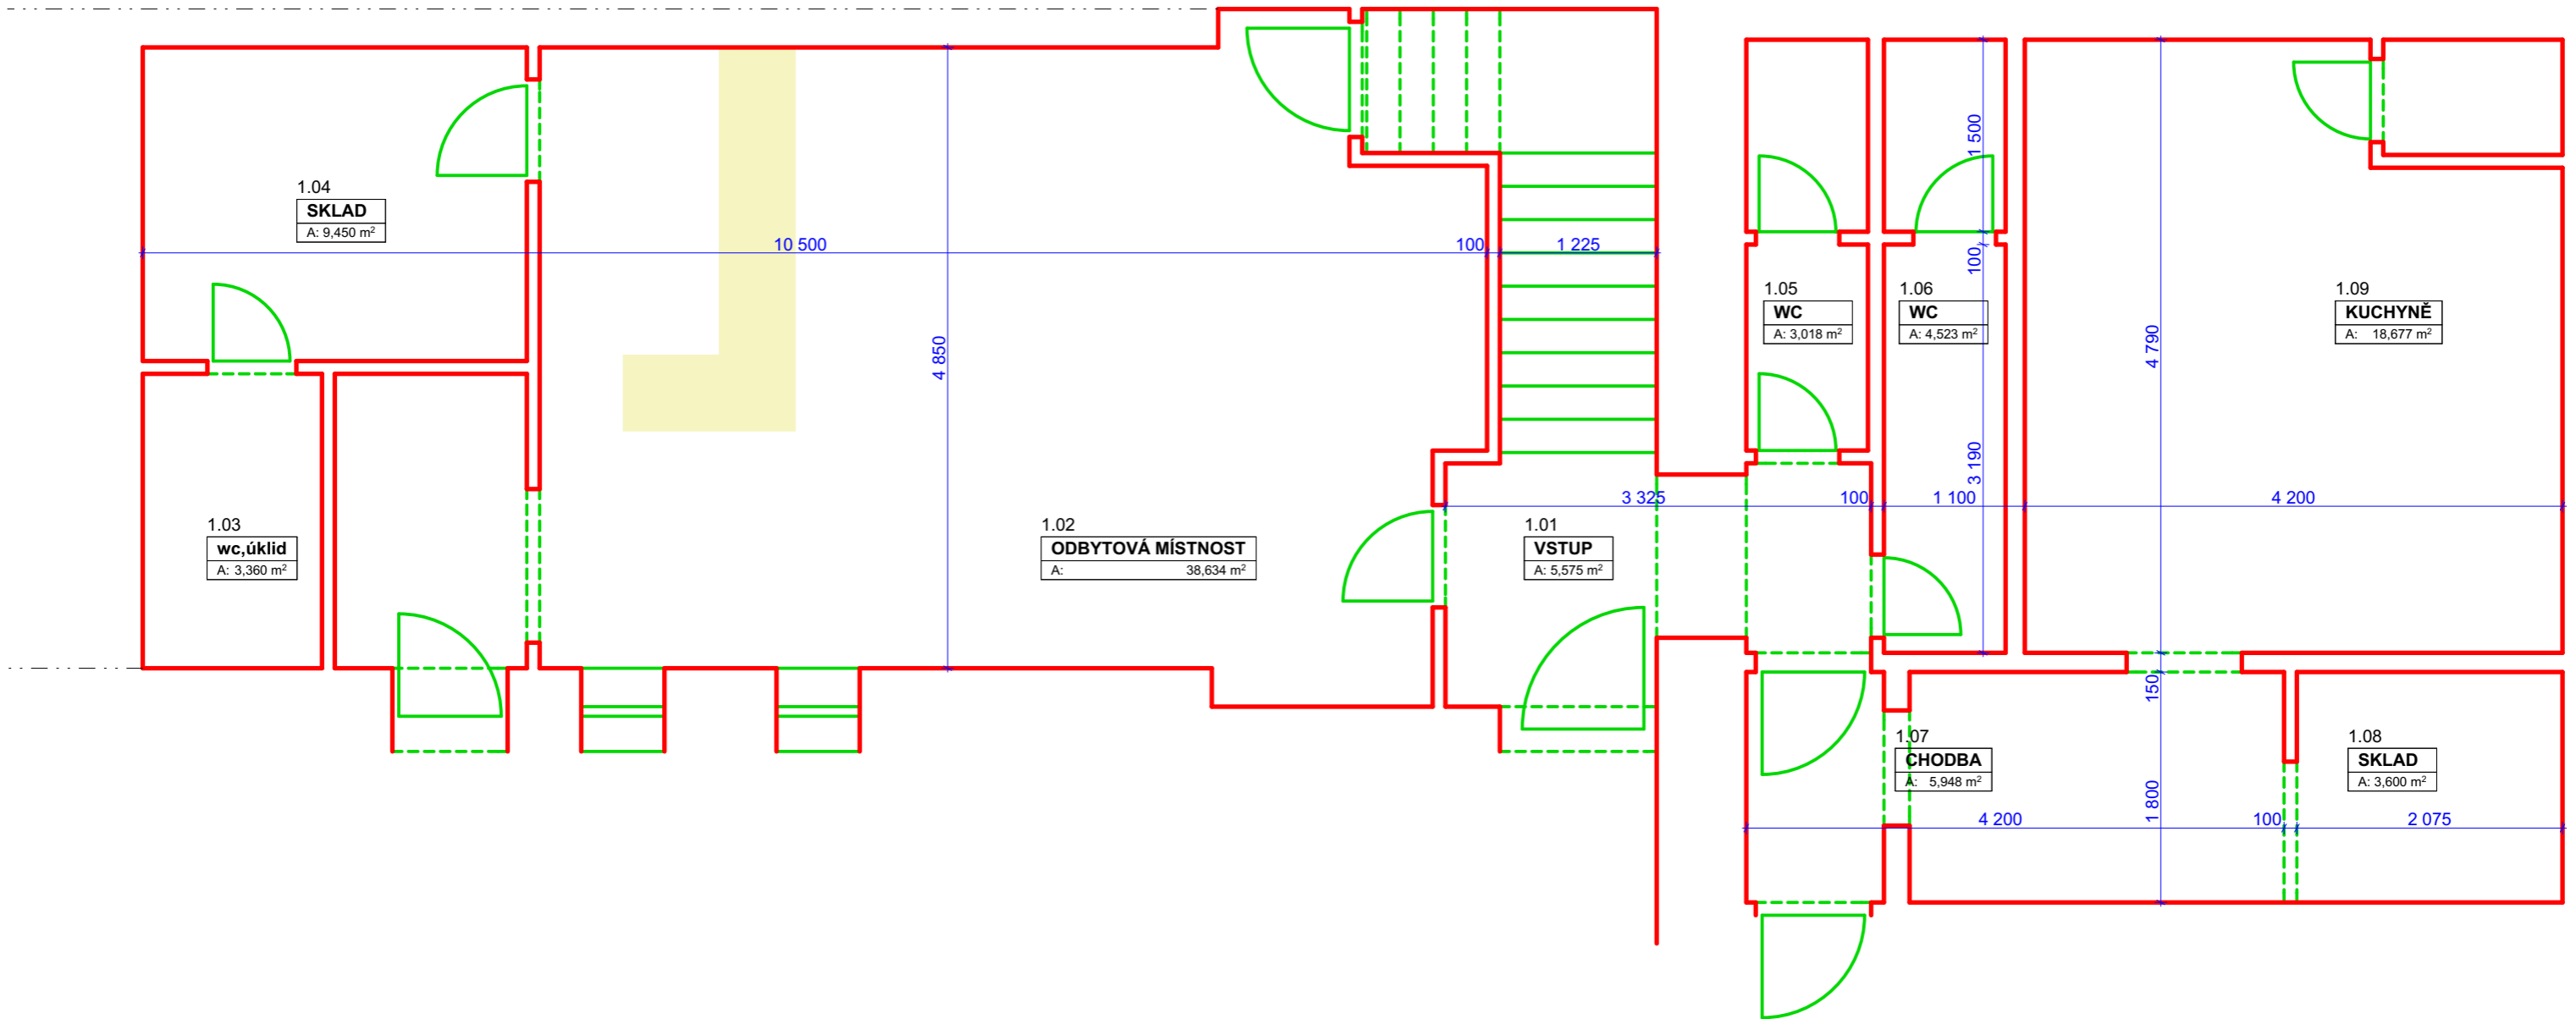 1.04
SKLAD
A: 9,450 m²
10 500
100
1 225
4 850
1.03
wc,úklid
A: 3,360 m²
1.02
ODBYTOVÁ MÍSTNOST
A: 38,634 m²
1.01
VSTUP
A: 5,575 m²
3 325
100
1 100
4 200
1.05
WC
A: 3,018 m²
1.06
WC
A: 4,523 m²
1 500
100
3 190
4 790
1.09
KUCHYNĚ
A: 18,677 m²
150
1 800
1.07
CHODBA
A: 5,948 m²
1.08
SKLAD
A: 3,600 m²
4 200
100
2 075